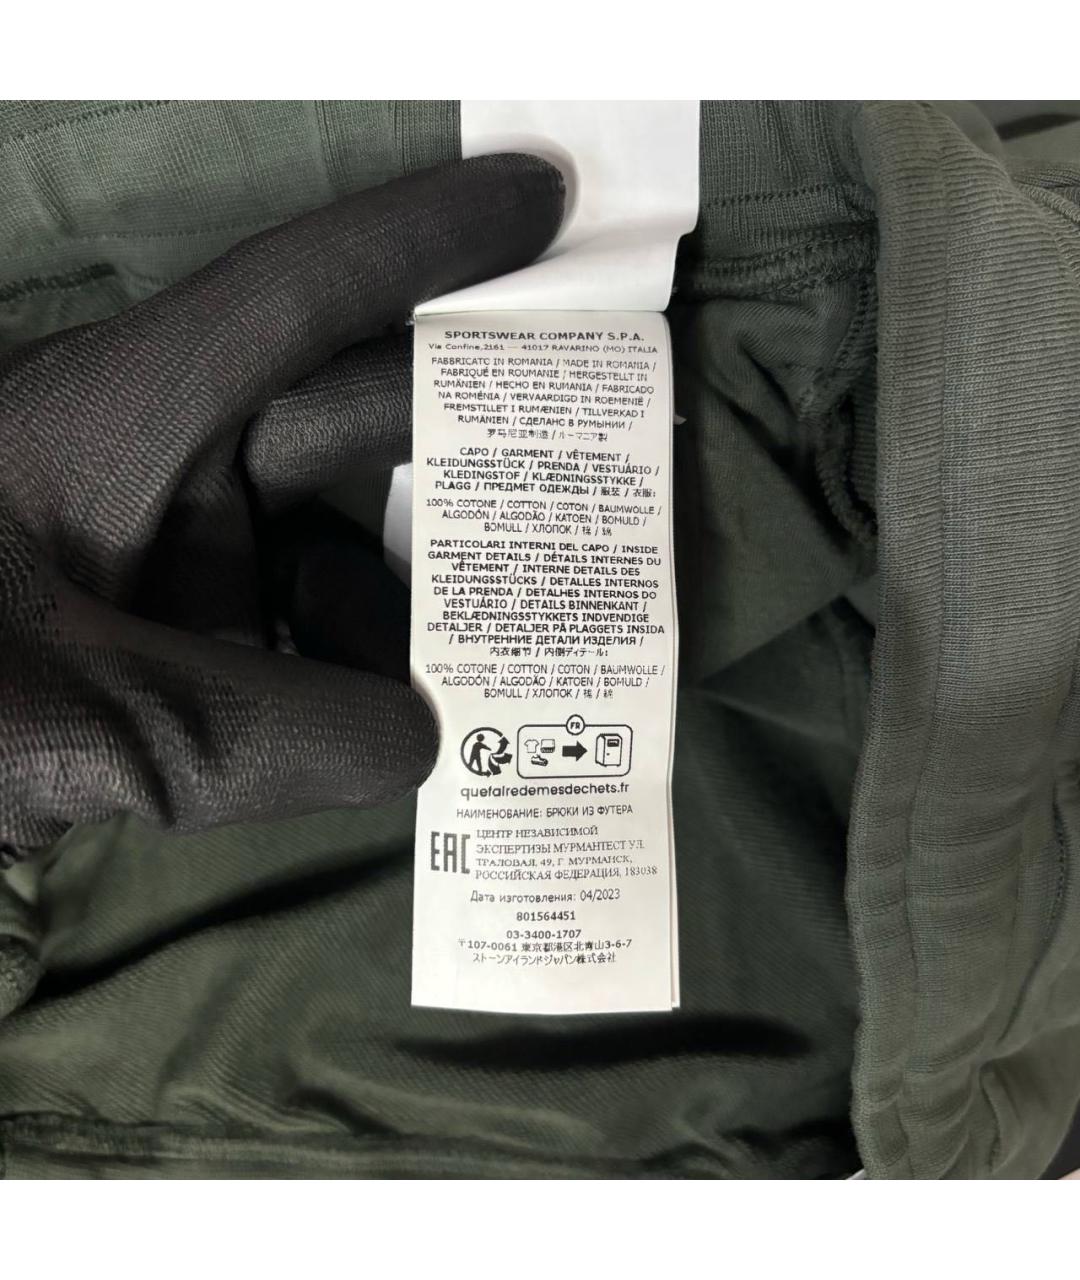 SPORTSWEAR COMPANY S.P.A.
Via Confine,2161 — 41017 RAVARINO (MO) ITALIA
FABBRICATO IN ROMANIA / MADE IN ROMANIA /
FABRIQUÉ EN ROUMANIE / HERGESTELLT IN
RUMÄNIEN / HECHO EN RUMANIA / FABRICADO
NA ROMÉNIA / VERVAARDIGD IN ROEMENIË /
FREMSTILLET I RUMÆNIEN / TILLVERKAD I
RUMÄNIEN / СДЕЛАНО В РУМЫНИИ /
罗马尼亚制造 / ルーマニア製
CAPO / GARMENT / VÊTEMENT /
KLEIDUNGSSTÜCK / PRENDA / VESTUÁRIO /
KLEDINGSTOF / KLÆDNINGSSTYKKE /
PLAGG / ПРЕДМЕТ ОДЕЖДЫ / 服装 / 衣服:
100% COTONE / COTTON / COTON / BAUMWOLLE /
ALGODÓN / ALGODÃO / KATOEN / BOMULD /
BOMULL / ХЛОПОК / 棉 / 綿
PARTICOLARI INTERNI DEL CAPO / INSIDE
GARMENT DETAILS / DÉTAILS INTERNES DU
VÊTEMENT / INTERNE DETAILS DES
KLEIDUNGSSTÜCKS / DETALLES INTERNOS
DE LA PRENDA / DETALHES INTERNOS DO
VESTUÁRIO / DETAILS BINNENKANT /
BEKLÆDNINGSSTYKKETS INDVENDIGE
DETALJER / DETALJER PÅ PLAGGETS INSIDA
/ ВНУТРЕННИЕ ДЕТАЛИ ИЗДЕЛИЯ /
内衣细节 / 内側ディテール:
100% COTONE / COTTON / COTON / BAUMWOLLE /
ALGODÓN / ALGODÃO / KATOEN / BOMULD /
BOMULL / ХЛОПОК / 棉 / 綿
FR
quefairedemesdechets.fr
НАИМЕНОВАНИЕ: БРЮКИ ИЗ ФУТЕРА
EAC
ЦЕНТР НЕЗАВИСИМОЙ
ЭКСПЕРТИЗЫ МУРМАНТЕСТ УЛ.
ТРАЛОВАЯ, 49, Г. МУРМАНСК,
РОССИЙСКАЯ ФЕДЕРАЦИЯ, 183038
Дата изготовления: 04/2023
801564451
03-3400-1707
〒107-0061 東京都港区北青山3-6-7
ストーンアイランドジャパン株式会社